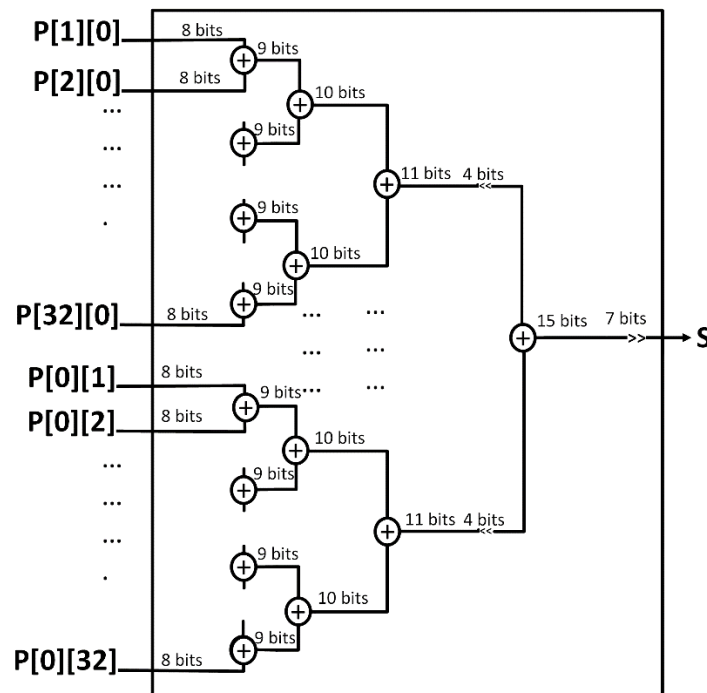 P[1][0] 8 bits 9 bits
P[2][0] 8 bits 10 bits
...
... 9 bits
... 11 bits 4 bits <<
. 9 bits
10 bits
P[32][0] 8 bits 9 bits
... ... 15 bits 7 bits >> S
... ...
P[0][1] 8 bits ... ...
P[0][2] 8 bits 9 bits
10 bits
...
... 9 bits
... 11 bits 4 bits <<
... 9 bits
. 10 bits
P[0][32] 8 bits 9 bits